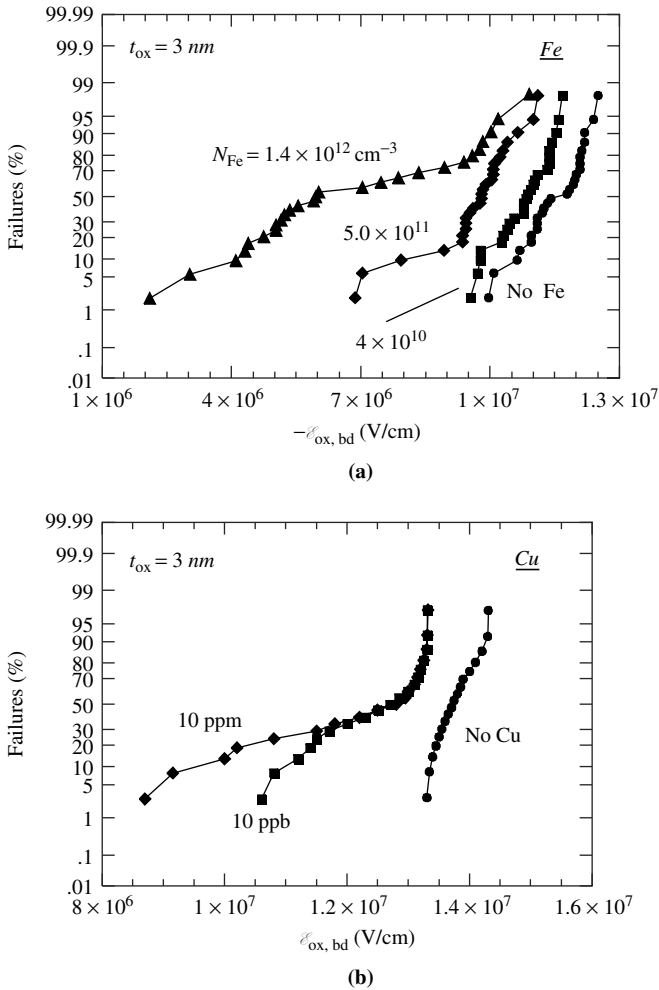 99.99
99.9
99
95
90
80
70
50
30
20
10
5
1
.1
.01
Failures (%)
t_ox = 3 nm
Fe
N_Fe = 1.4 × 10^12 cm^−3
5.0 × 10^11
4 × 10^10
No Fe
1 × 10^6
4 × 10^6
7 × 10^6
1 × 10^7
1.3 × 10^7
−ℰ_ox, bd (V/cm)
(a)
99.99
99.9
99
95
90
80
70
50
30
20
10
5
1
.1
.01
Failures (%)
t_ox = 3 nm
Cu
10 ppm
10 ppb
No Cu
8 × 10^6
1 × 10^7
1.2 × 10^7
1.4 × 10^7
1.6 × 10^7
ℰ_ox, bd (V/cm)
(b)